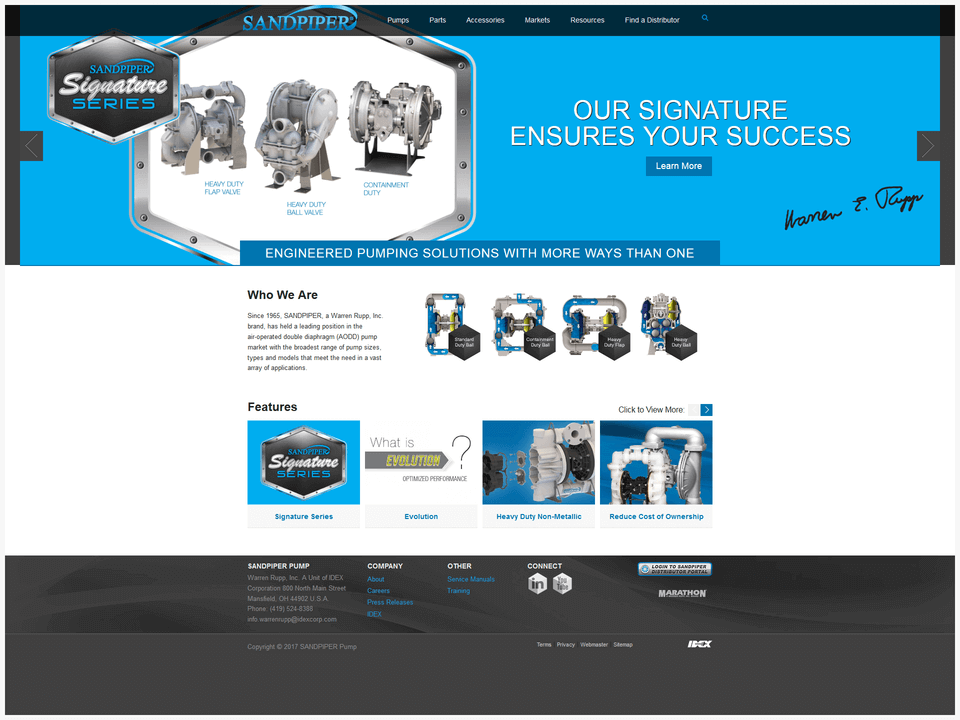 SANDPIPER
Pumps
Parts
Accessories
Markets
Resources
Find a Distributor
SANDPIPER
Signature
SERIES
HEAVY DUTY
FLAP VALVE
HEAVY DUTY
BALL VALVE
CONTAINMENT
DUTY
OUR SIGNATURE
ENSURES YOUR SUCCESS
Learn More
Warren E. Rupp
ENGINEERED PUMPING SOLUTIONS WITH MORE WAYS THAN ONE
Who We Are
Since 1965, SANDPIPER, a Warren Rupp, Inc.
brand, has held a leading position in the
air-operated double diaphragm (AODD) pump
market with the broadest range of pump sizes,
types and models that meet the need in a vast
array of applications.
Standard
Duty Ball
Containment
Duty Ball
Heavy
Duty Flap
Heavy
Duty Ball
Features
Click to View More:
SANDPIPER
Signature
SERIES
Signature Series
What is
EVOLUTION
?
OPTIMIZED PERFORMANCE
Evolution
Heavy Duty Non-Metallic
Reduce Cost of Ownership
SANDPIPER PUMP
Warren Rupp, Inc. A Unit of IDEX
Corporation 800 North Main Street
Mansfield, OH 44902 U.S.A.
Phone: (419) 524-8388
info.warrenrupp@idexcorp.com
COMPANY
About
Careers
Press Releases
IDEX
OTHER
Service Manuals
Training
CONNECT
in
You
Tube
LOGIN TO SANDPIPER
DISTRIBUTOR PORTAL
MARATHON
Copyright © 2017 SANDPIPER Pump
Terms
Privacy
Webmaster
Sitemap
IDEX